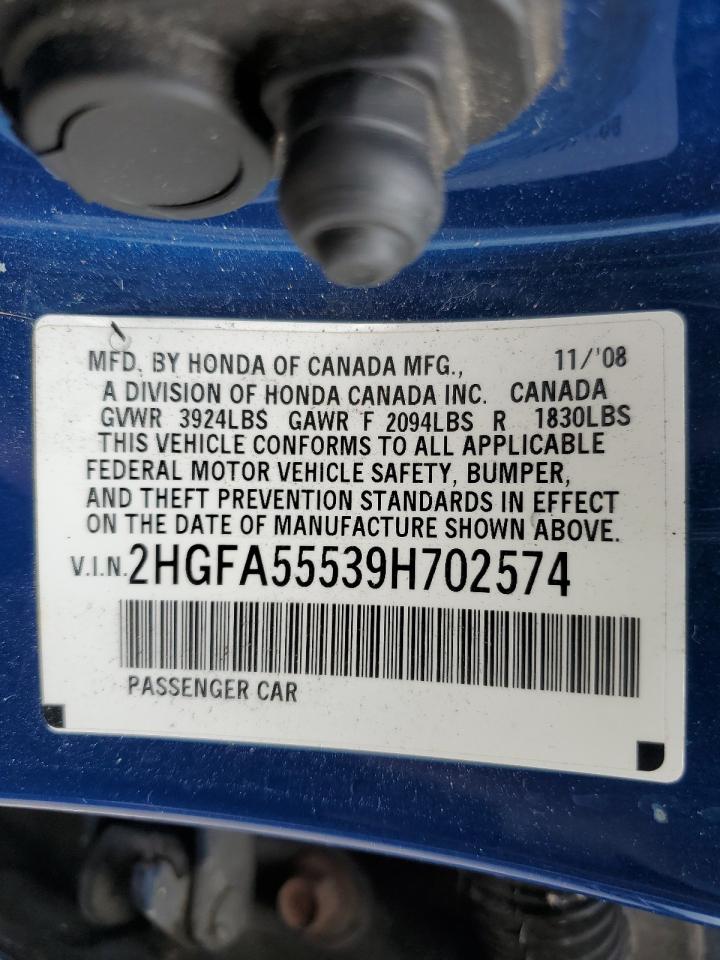 MFD. BY HONDA OF CANADA MFG., 11/'08
A DIVISION OF HONDA CANADA INC. CANADA
GVWR 3924LBS GAWR F 2094LBS R 1830LBS
THIS VEHICLE CONFORMS TO ALL APPLICABLE
FEDERAL MOTOR VEHICLE SAFETY, BUMPER,
AND THEFT PREVENTION STANDARDS IN EFFECT
ON THE DATE OF MANUFACTURE SHOWN ABOVE.
V.I.N. 2HGFA55539H702574
PASSENGER CAR